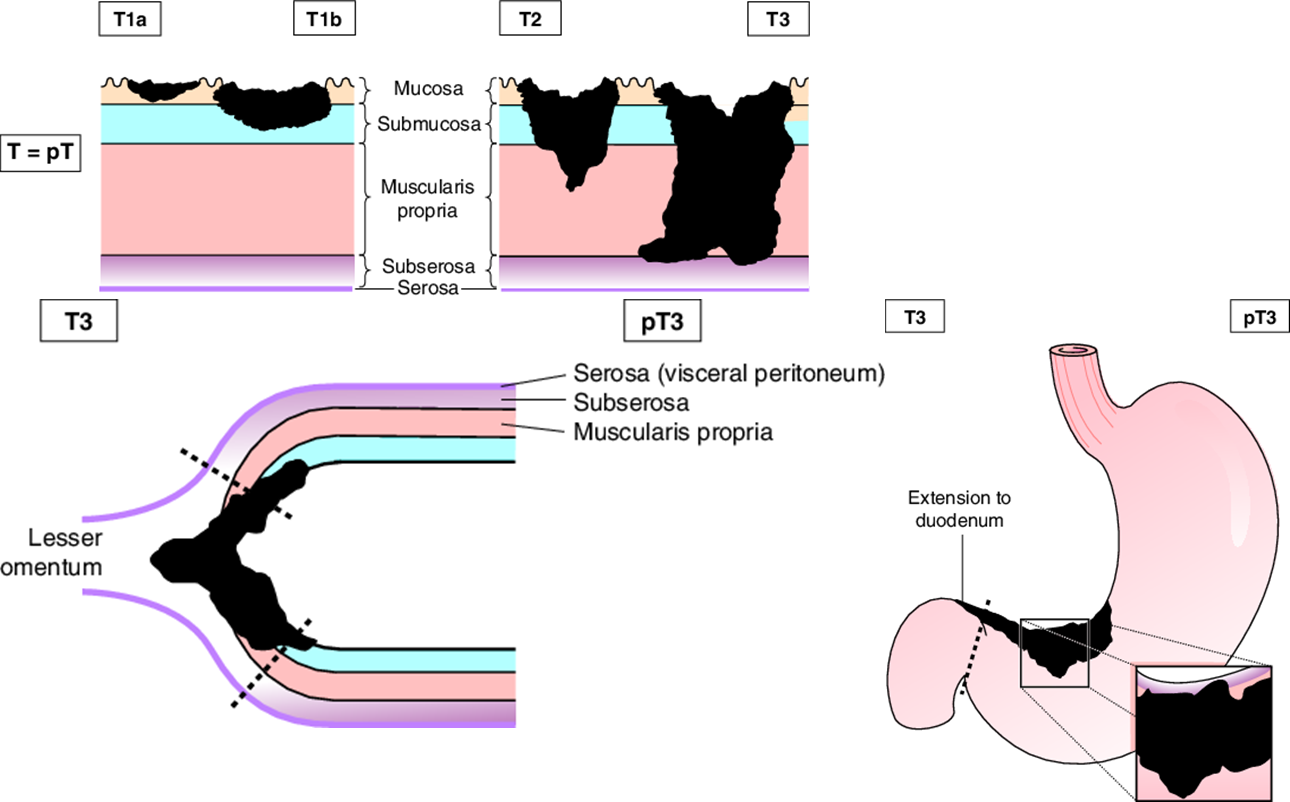 T1a
T1b
T2
T3
T = pT
Mucosa
Submucosa
Muscularis
propria
Subserosa
Serosa
T3
pT3
Serosa (visceral peritoneum)
Subserosa
Muscularis propria
Lesser
omentum
T3
pT3
Extension to
duodenum